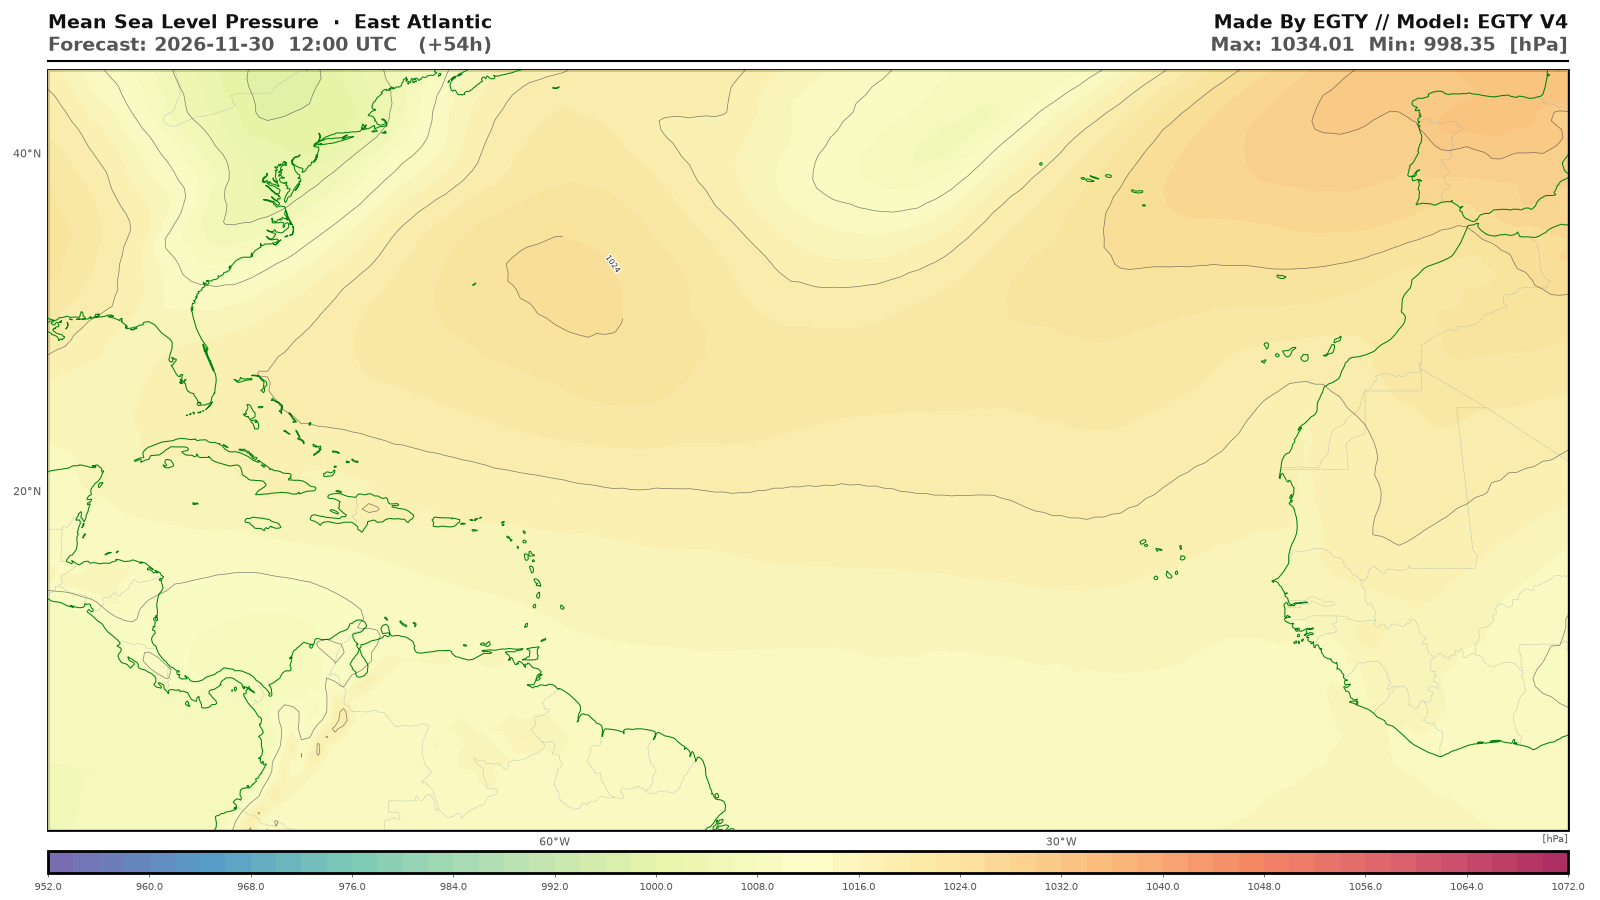 Mean Sea Level Pressure · East Atlantic
Made By EGTY // Model: EGTY V4
Forecast: 2026-11-30 12:00 UTC (+54h)
Max: 1034.01 Min: 998.35 [hPa]
40°N
1024
20°N
60°W
30°W
[hPa]
952.0 960.0 968.0 976.0 984.0 992.0 1000.0 1008.0 1016.0 1024.0 1032.0 1040.0 1048.0 1056.0 1064.0 1072.0